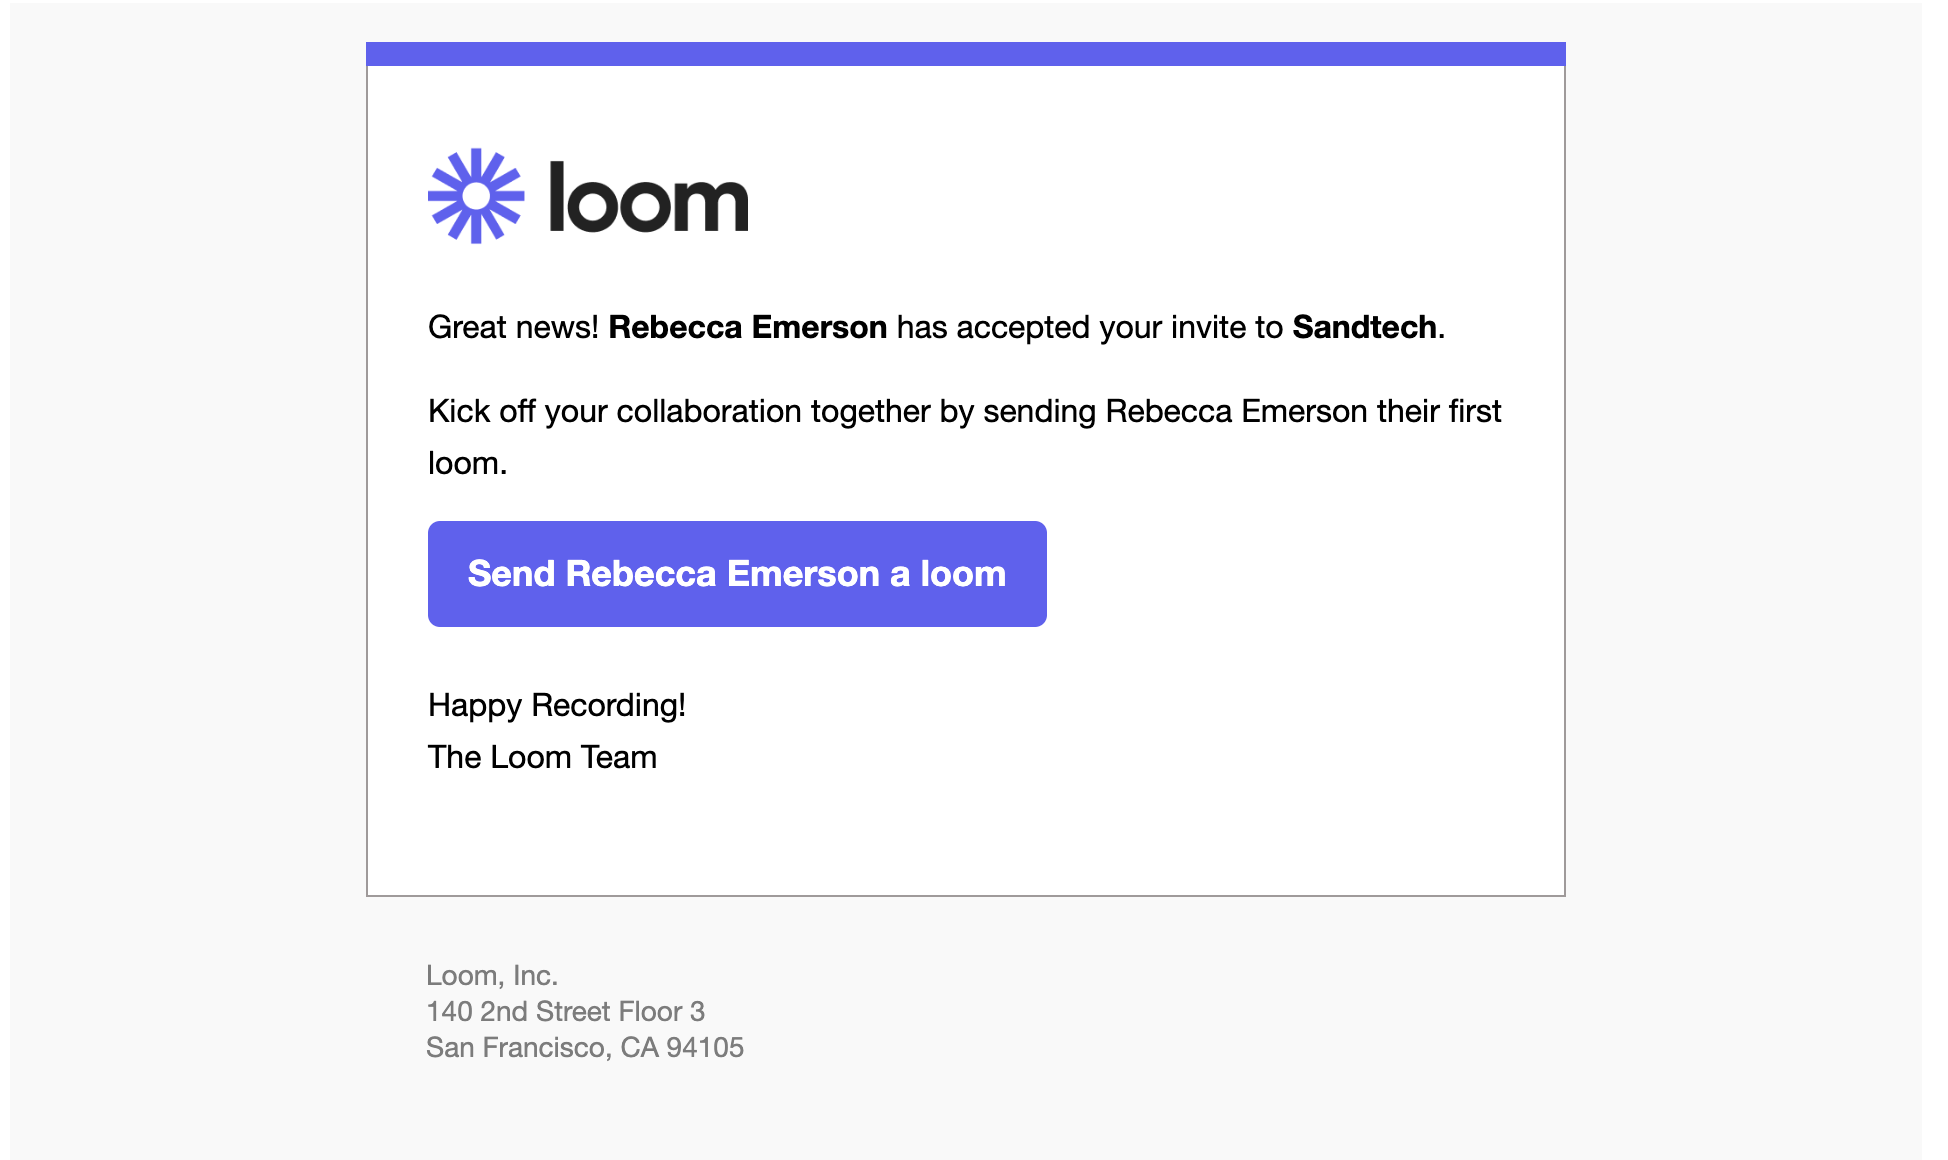 loom
Great news! Rebecca Emerson has accepted your invite to Sandtech.
Kick off your collaboration together by sending Rebecca Emerson their first
loom.
Send Rebecca Emerson a loom
Happy Recording!
The Loom Team
Loom, Inc.
140 2nd Street Floor 3
San Francisco, CA 94105